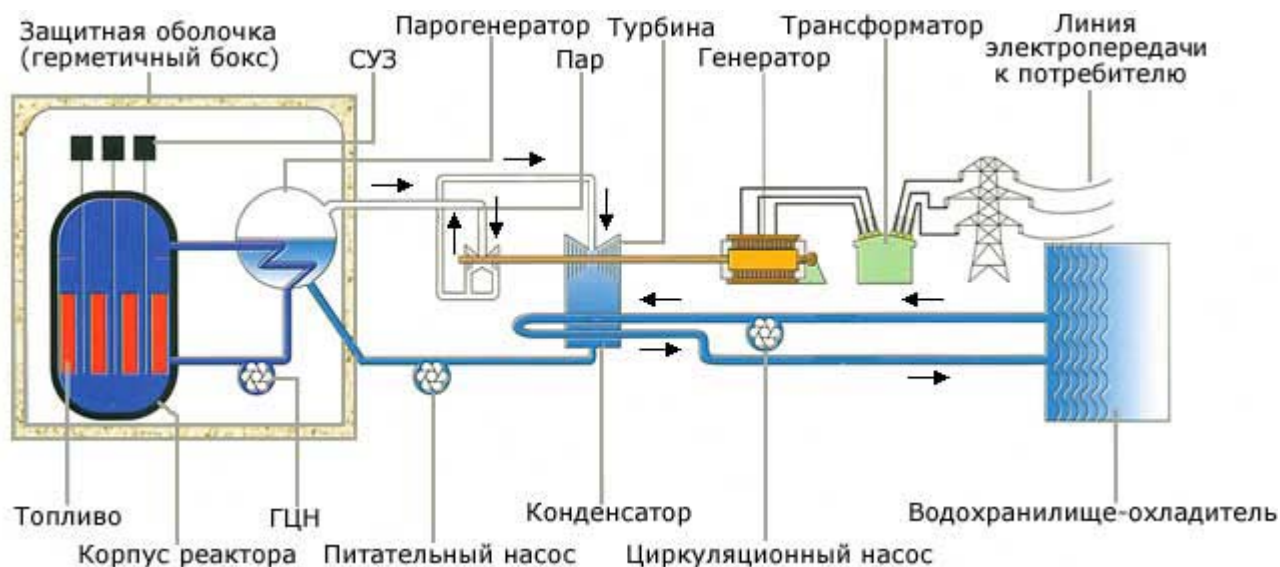 Защитная оболочка
(герметичный бокс)
СУЗ
Парогенератор
Пар
Турбина
Генератор
Трансформатор
Линия
электропередачи
к потребителю
Топливо
Корпус реактора
ГЦН
Питательный насос
Конденсатор
Циркуляционный насос
Водохранилище-охладитель